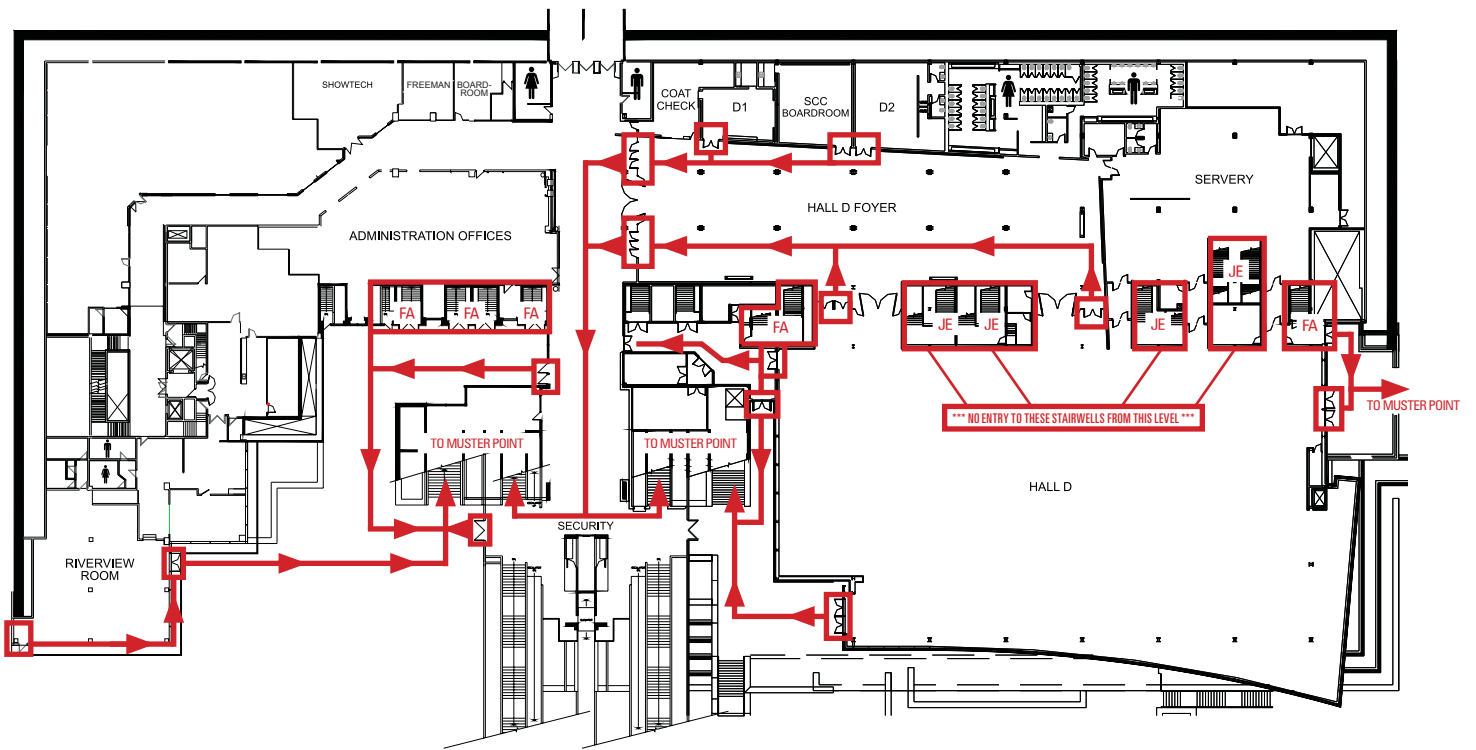 SHOWTECH
FREEMAN
BOARD-
ROOM
COAT
CHECK
D1
SCC
BOARDROOM
D2
SERVERY
HALL D FOYER
ADMINISTRATION OFFICES
JE
FA
FA
FA
FA
JE
JE
JE
FA
*** NO ENTRY TO THESE STAIRWELLS FROM THIS LEVEL ***
TO MUSTER POINT
TO MUSTER POINT
TO MUSTER POINT
HALL D
SECURITY
RIVERVIEW
ROOM